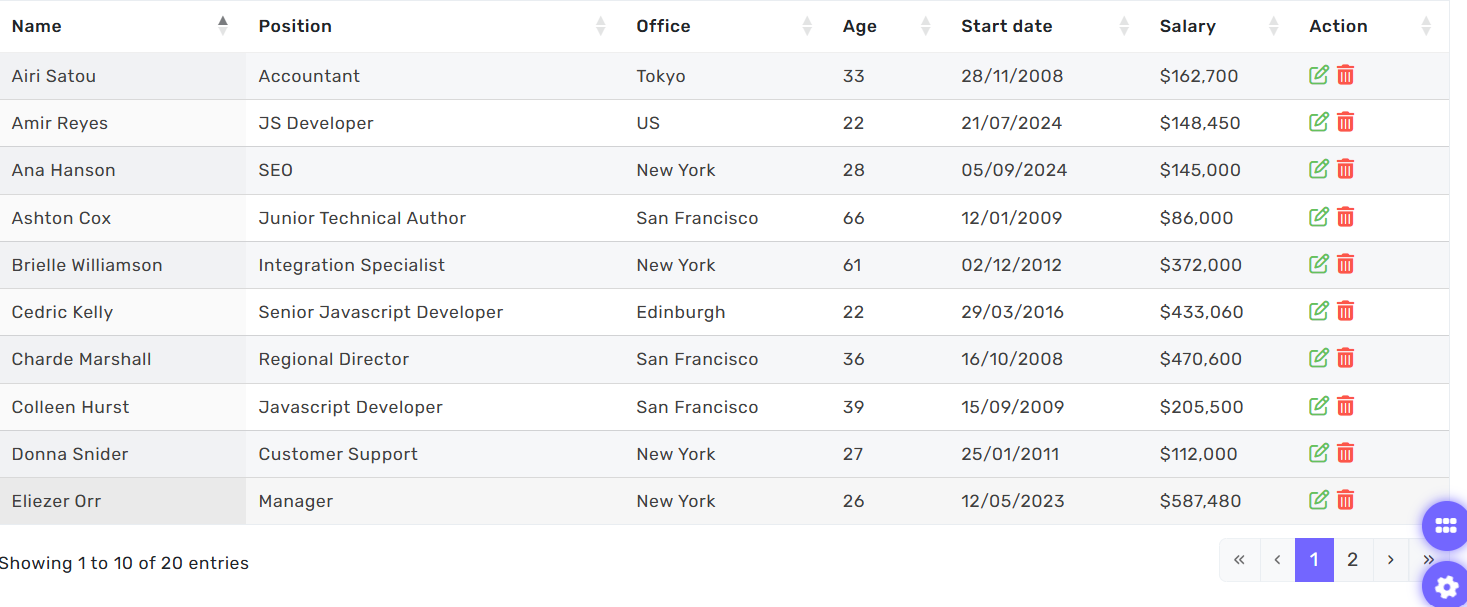 Name Position Office Age Start date Salary Action
Airi Satou Accountant Tokyo 33 28/11/2008 $162,700
Amir Reyes JS Developer US 22 21/07/2024 $148,450
Ana Hanson SEO New York 28 05/09/2024 $145,000
Ashton Cox Junior Technical Author San Francisco 66 12/01/2009 $86,000
Brielle Williamson Integration Specialist New York 61 02/12/2012 $372,000
Cedric Kelly Senior Javascript Developer Edinburgh 22 29/03/2016 $433,060
Charde Marshall Regional Director San Francisco 36 16/10/2008 $470,600
Colleen Hurst Javascript Developer San Francisco 39 15/09/2009 $205,500
Donna Snider Customer Support New York 27 25/01/2011 $112,000
Eliezer Orr Manager New York 26 12/05/2023 $587,480
Showing 1 to 10 of 20 entries « ‹ 1 2 › »